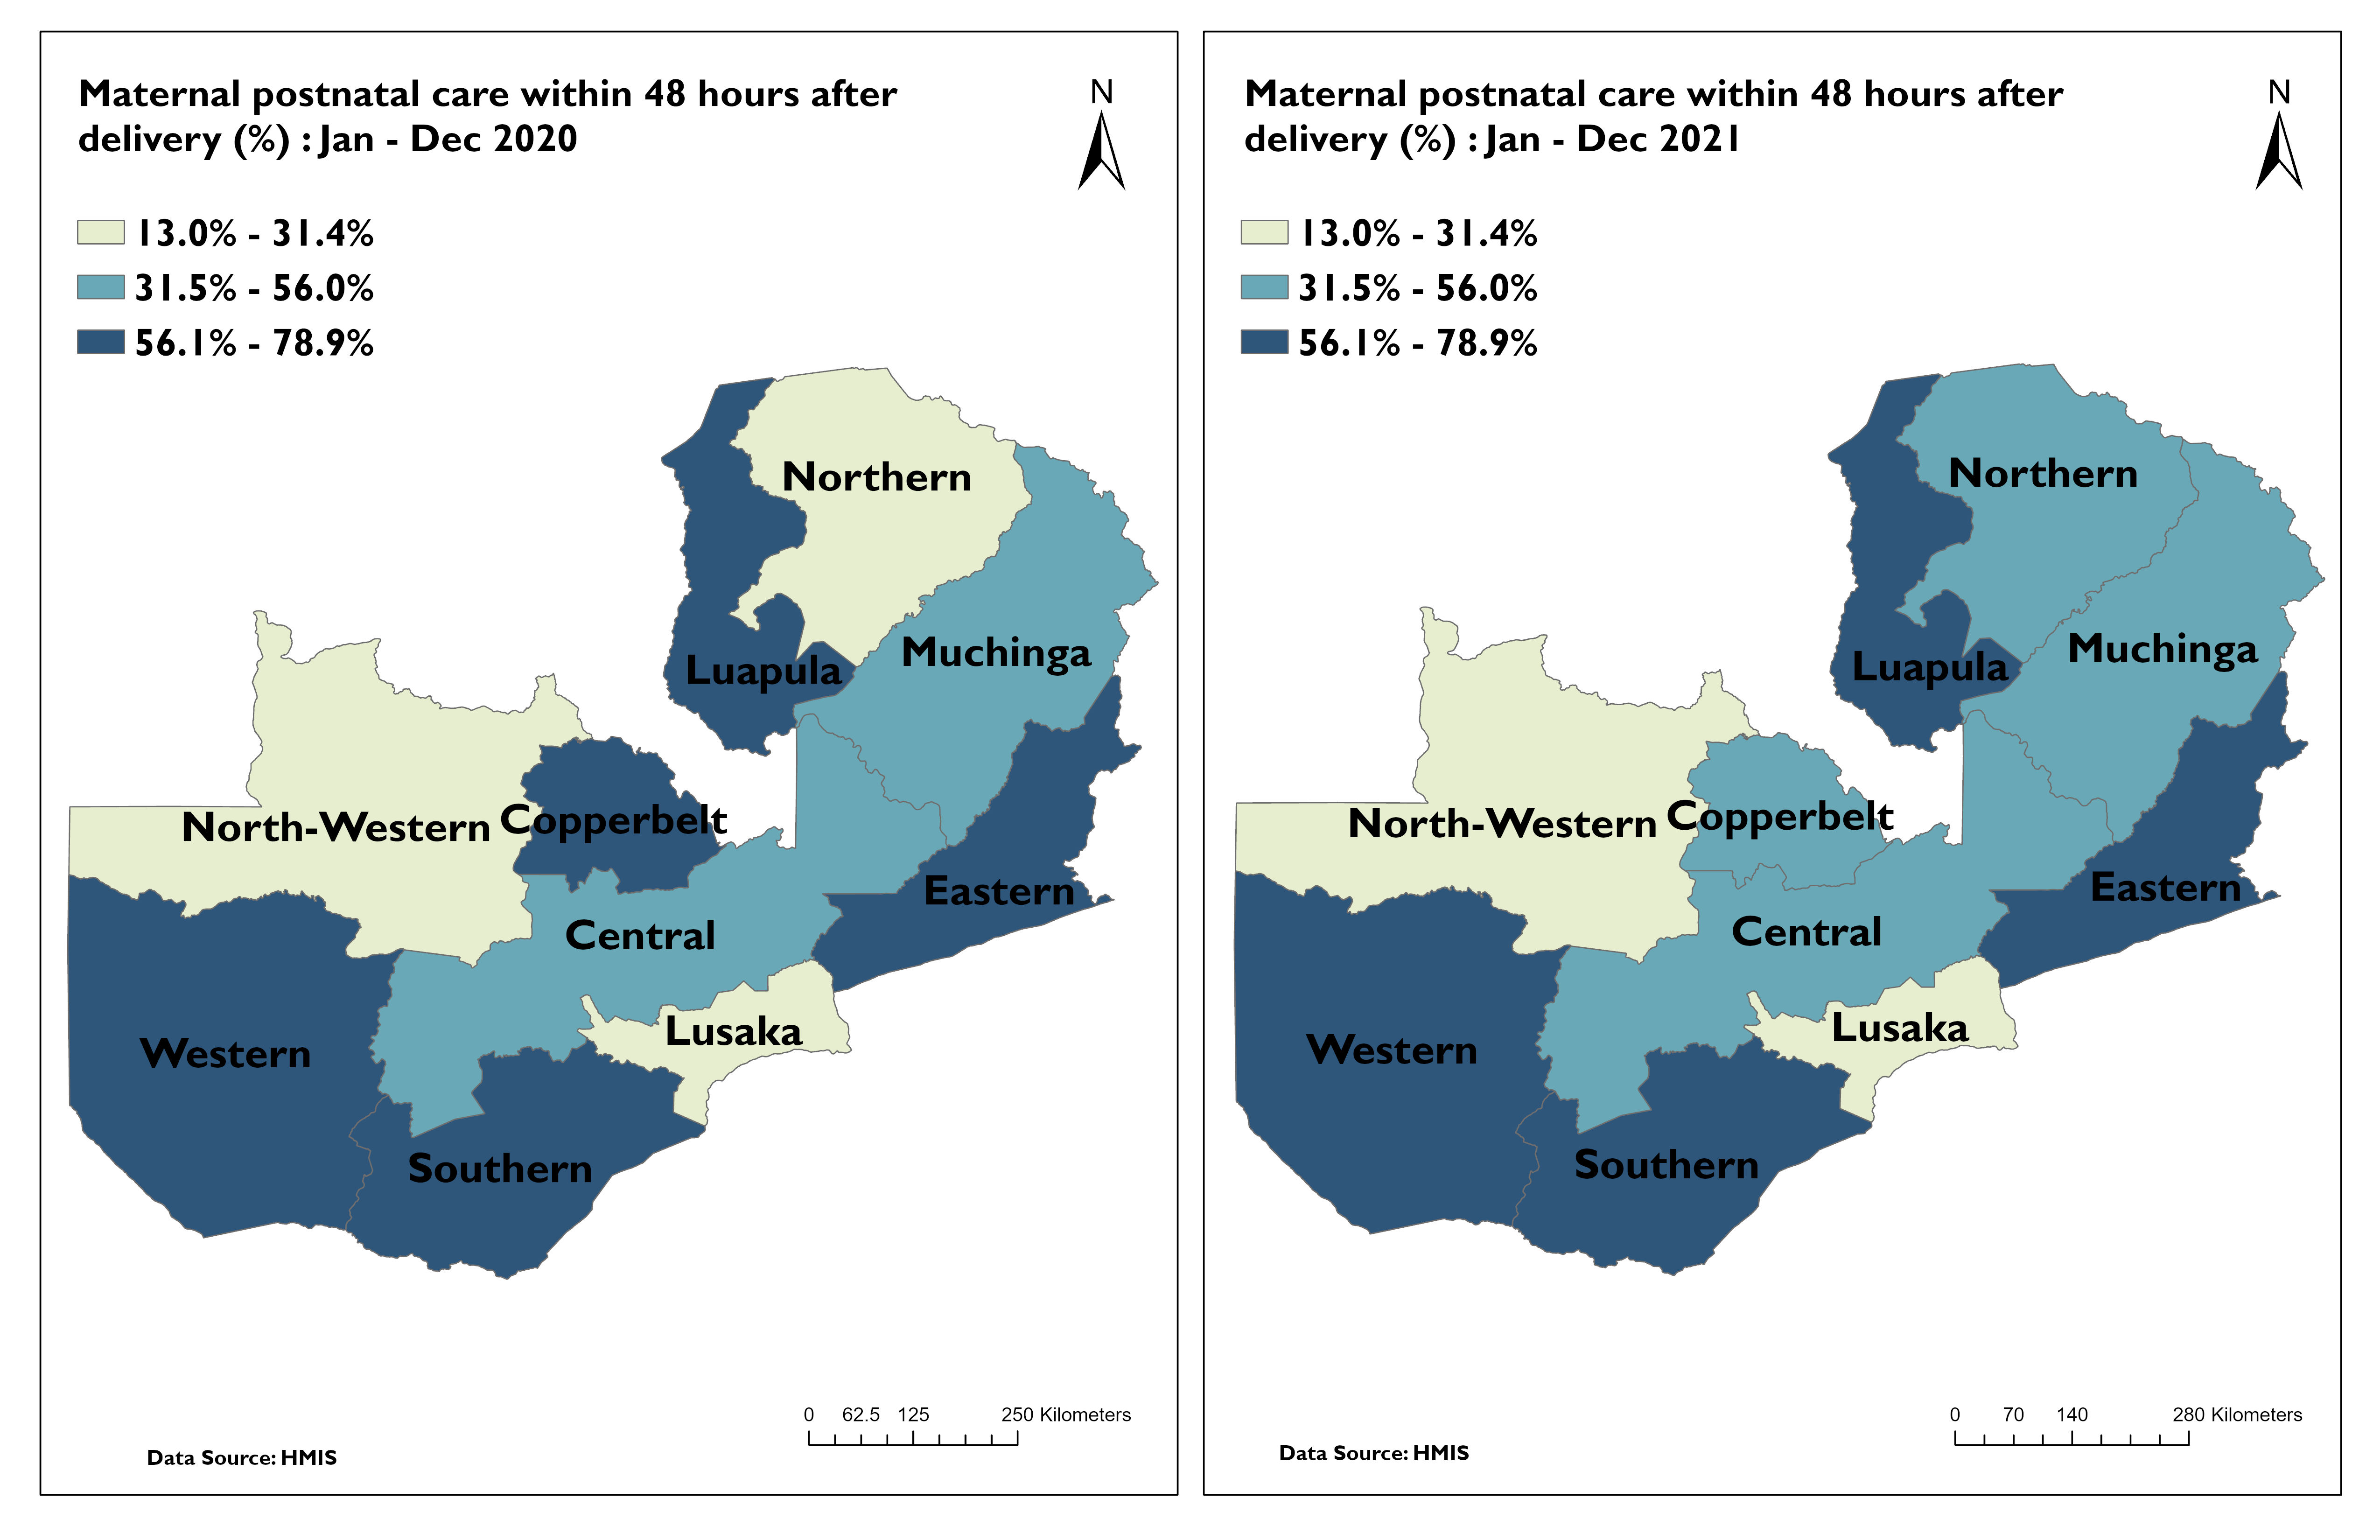 Maternal postnatal care within 48 hours after
delivery (%) : Jan - Dec 2020
N
13.0% - 31.4%
31.5% - 56.0%
56.1% - 78.9%
Northern
Muchinga
Luapula
North-Western
Copperbelt
Eastern
Central
Lusaka
Western
Southern
0 62.5 125 250 Kilometers
Data Source: HMIS
Maternal postnatal care within 48 hours after
delivery (%) : Jan - Dec 2021
N
13.0% - 31.4%
31.5% - 56.0%
56.1% - 78.9%
Northern
Muchinga
Luapula
North-Western
Copperbelt
Eastern
Central
Lusaka
Western
Southern
0 70 140 280 Kilometers
Data Source: HMIS